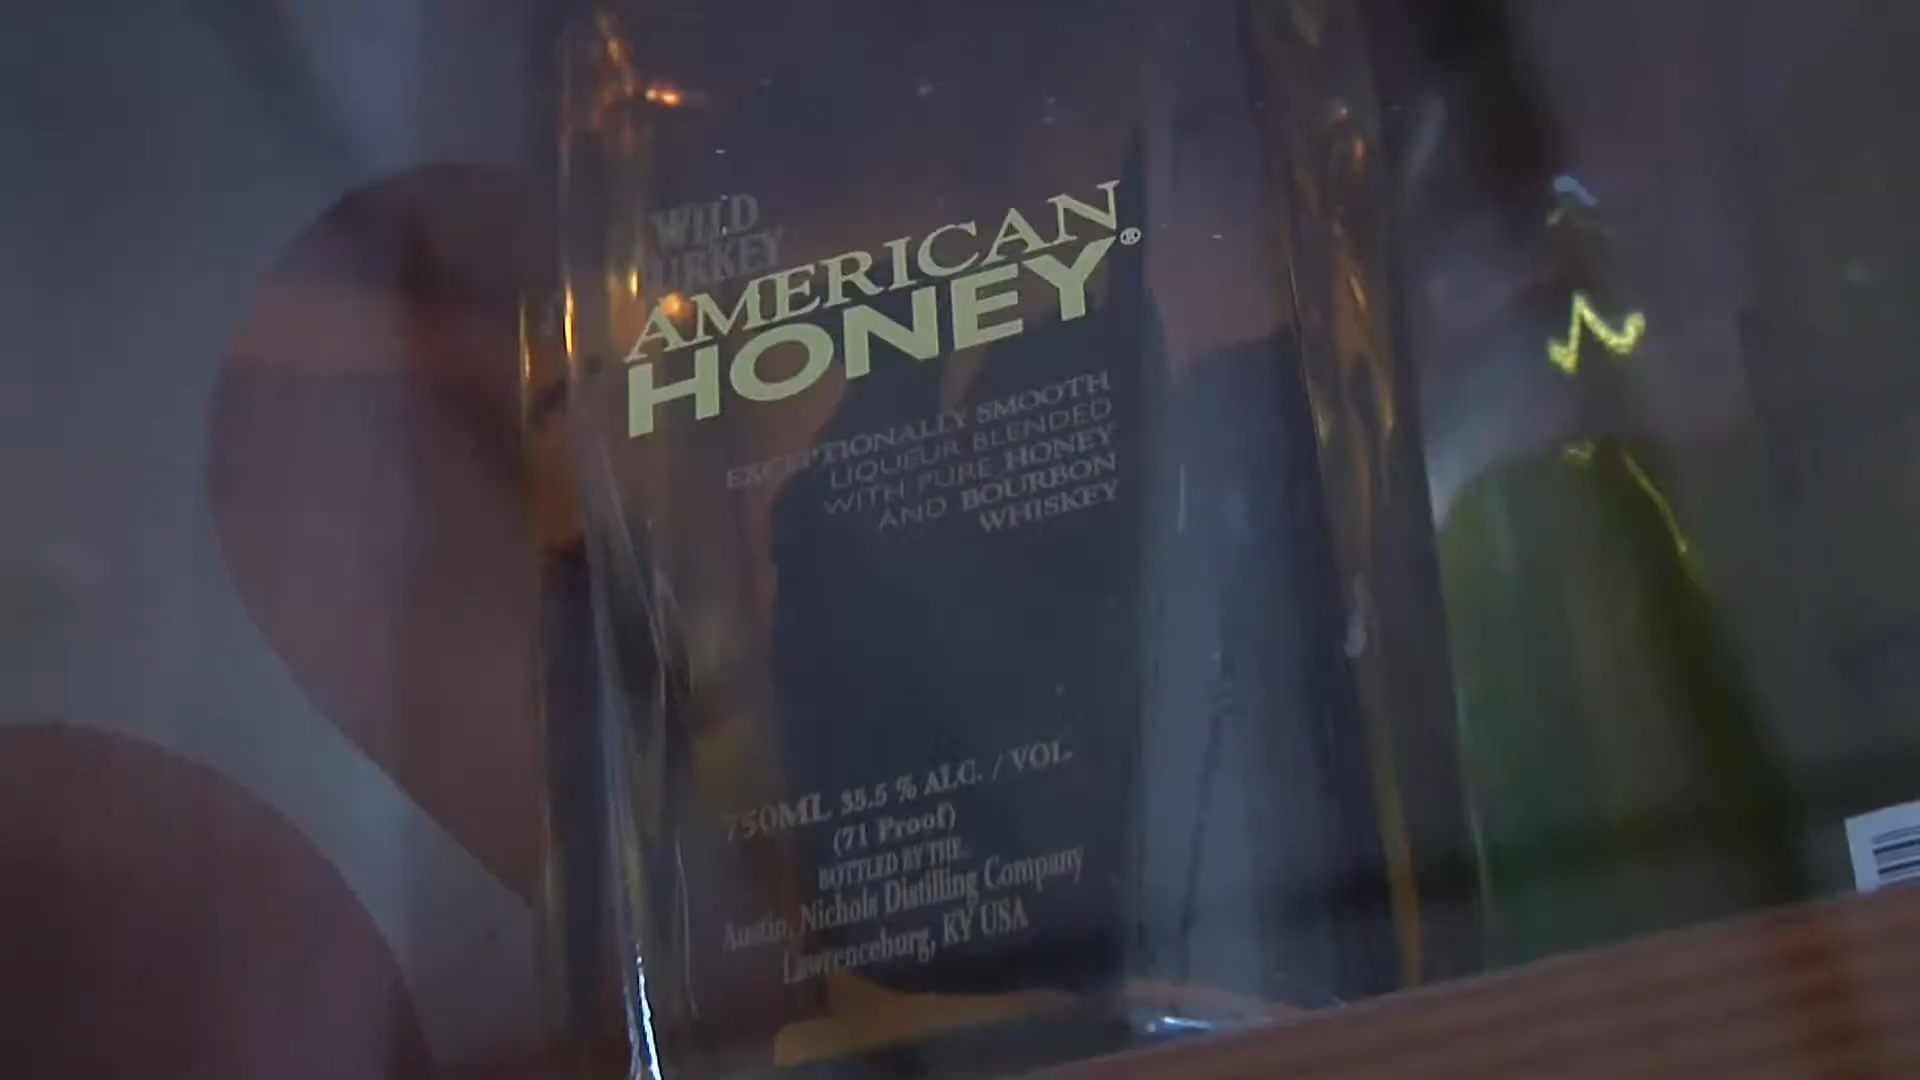 WILD
TURKEY
AMERICAN
HONEY®
EXCEPTIONALLY SMOOTH
LIQUEUR BLENDED
WITH PURE HONEY
AND BOURBON
WHISKEY
750ML 35.5 % ALC. / VOL.
(71 Proof)
BOTTLED BY THE
Austin, Nichols Distilling Company
Lawrenceburg, KY USA